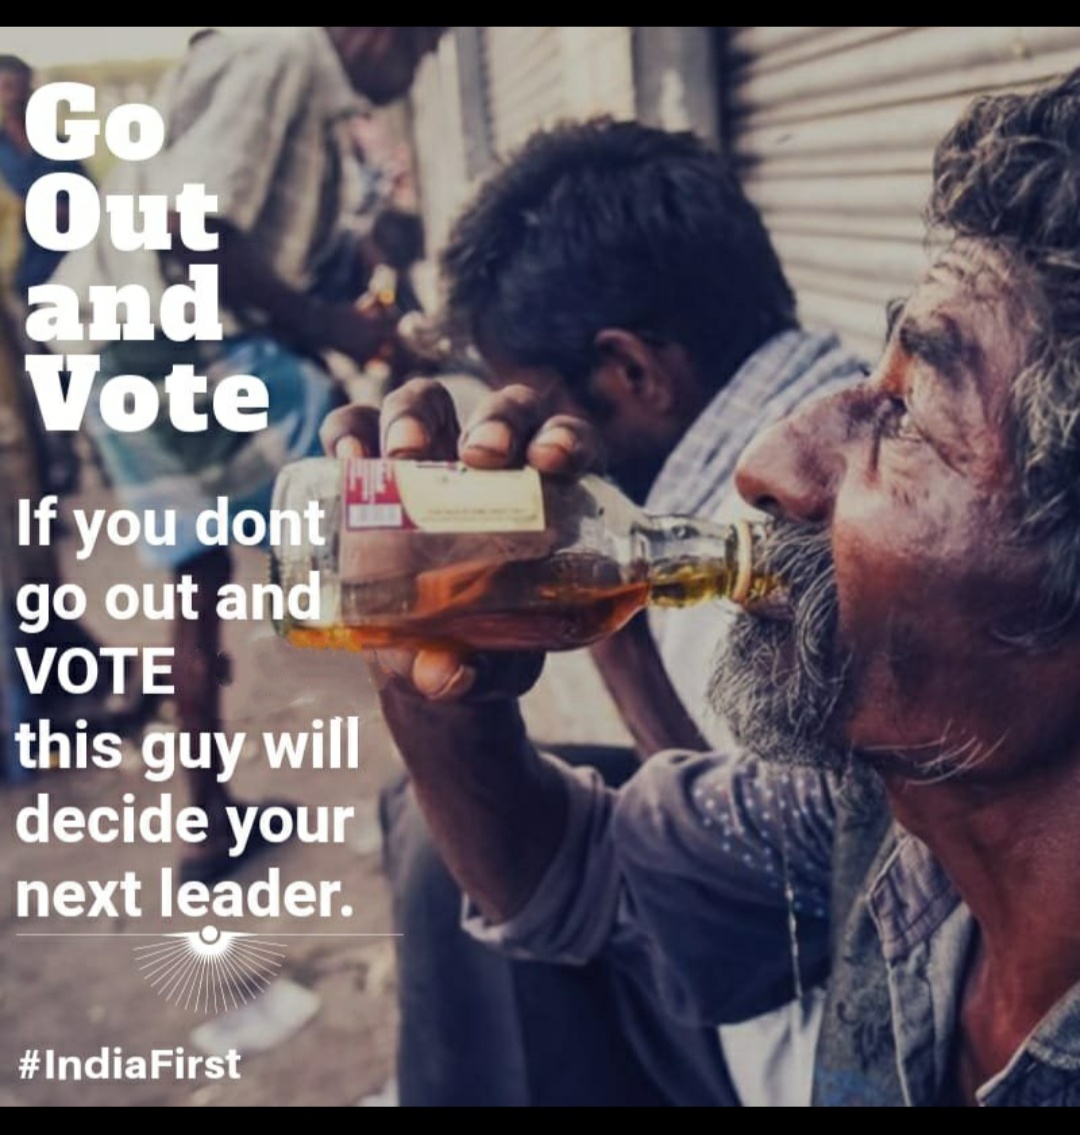 Go
Out
and
Vote
If you dont
go out and
VOTE
this guy will
decide your
next leader.
#IndiaFirst